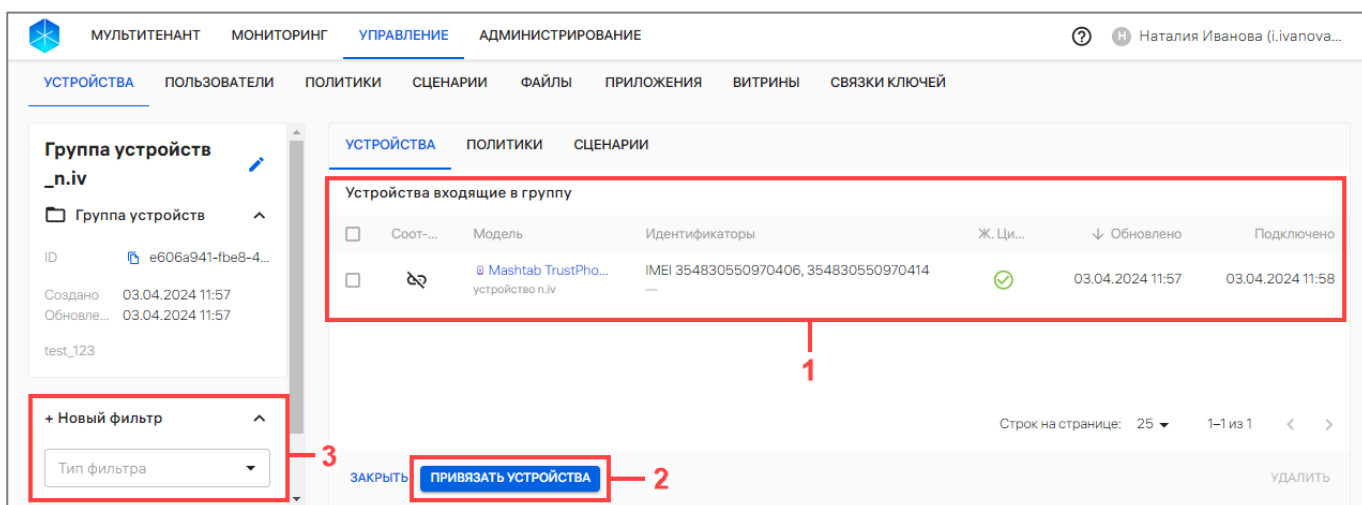 МУЛЬТИТЕНАНТ МОНИТОРИНГ УПРАВЛЕНИЕ АДМИНИСТРИРОВАНИЕ ? Н Наталия Иванова (i.ivanova...
УСТРОЙСТВА ПОЛЬЗОВАТЕЛИ ПОЛИТИКИ СЦЕНАРИИ ФАЙЛЫ ПРИЛОЖЕНИЯ ВИТРИНЫ СВЯЗКИ КЛЮЧЕЙ
Группа устройств
_n.iv
Группа устройств
ID e606a941-fbe8-4...
Создано 03.04.2024 11:57
Обновле... 03.04.2024 11:57
test_123
+ Новый фильтр
Тип фильтра
3
УСТРОЙСТВА ПОЛИТИКИ СЦЕНАРИИ
Устройства входящие в группу
Соот-... Модель Идентификаторы Ж. Ци... ↓ Обновлено Подключено
Mashtab TrustPho... IMEI 354830550970406, 354830550970414 03.04.2024 11:57 03.04.2024 11:58
устройство n.iv —
1
Строк на странице: 25 1–1 из 1 < >
ЗАКРЫТЬ ПРИВЯЗАТЬ УСТРОЙСТВА 2 УДАЛИТЬ